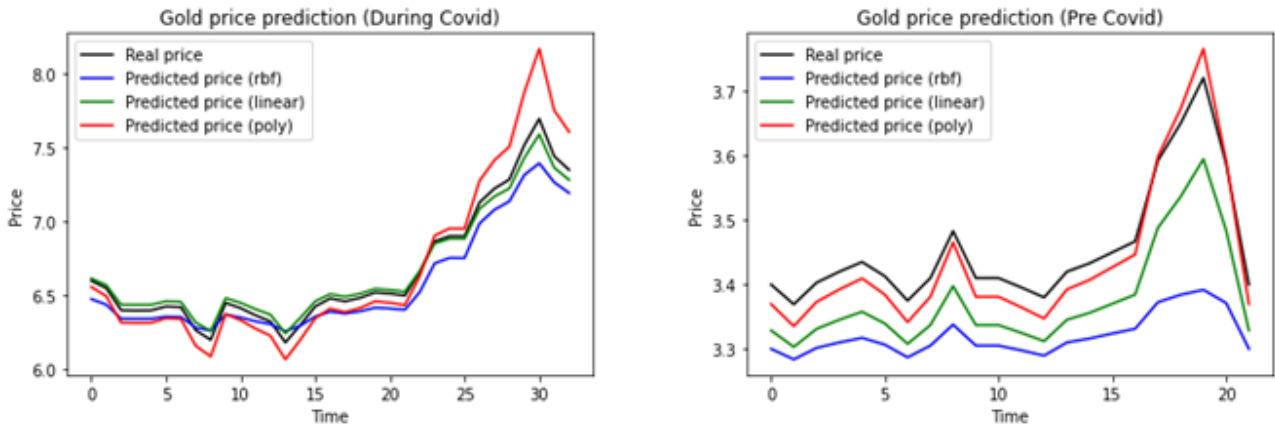 Gold price prediction (During Covid)
Real price
Predicted price (rbf)
Predicted price (linear)
Predicted price (poly)
8.0
7.5
7.0
6.5
6.0
Price
0 5 10 15 20 25 30
Time
Gold price prediction (Pre Covid)
Real price
Predicted price (rbf)
Predicted price (linear)
Predicted price (poly)
3.7
3.6
3.5
3.4
3.3
Price
0 5 10 15 20
Time